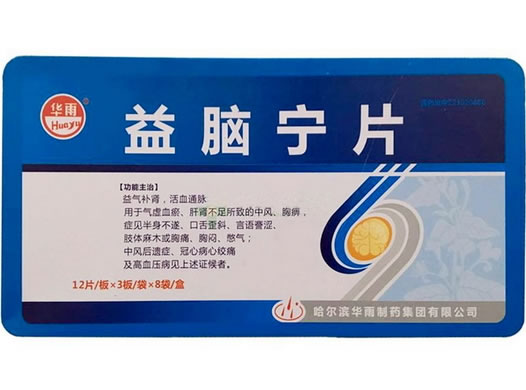 华雨®
Huayu
益脑宁片
【功能主治】
益气补肾，活血通脉
用于气虚血瘀、肝肾不足所致的中风、胸痹，
症见半身不遂、口舌歪斜、言语謇涩、
肢体麻木或胸痛、胸闷、憋气；
中风后遗症、冠心病心绞痛
及高血压病见上述证候者。
12片/板×3板/袋×8袋/盒
哈尔滨华雨制药集团有限公司